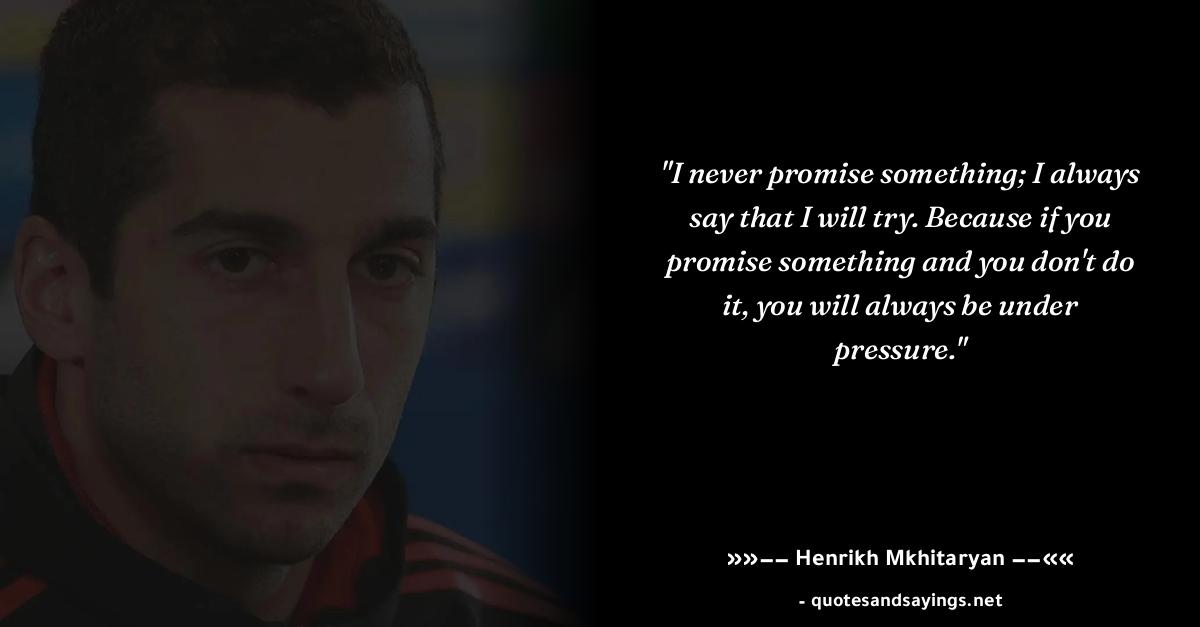 "I never promise something; I always
say that I will try. Because if you
promise something and you don't do
it, you will always be under
pressure."
»»−− Henrikh Mkhitaryan −−««
- quotesandsayings.net